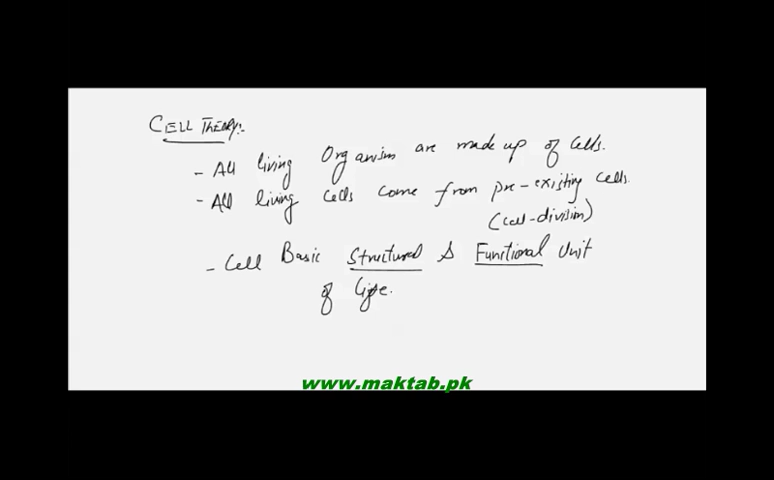 CELL THEORY:-
- All living Organism are made up of Cells.
- All living Cells come from pre-existing cells.
(cell-division)
- Cell Basic Structural & Functional Unit
of life.
www.maktab.pk